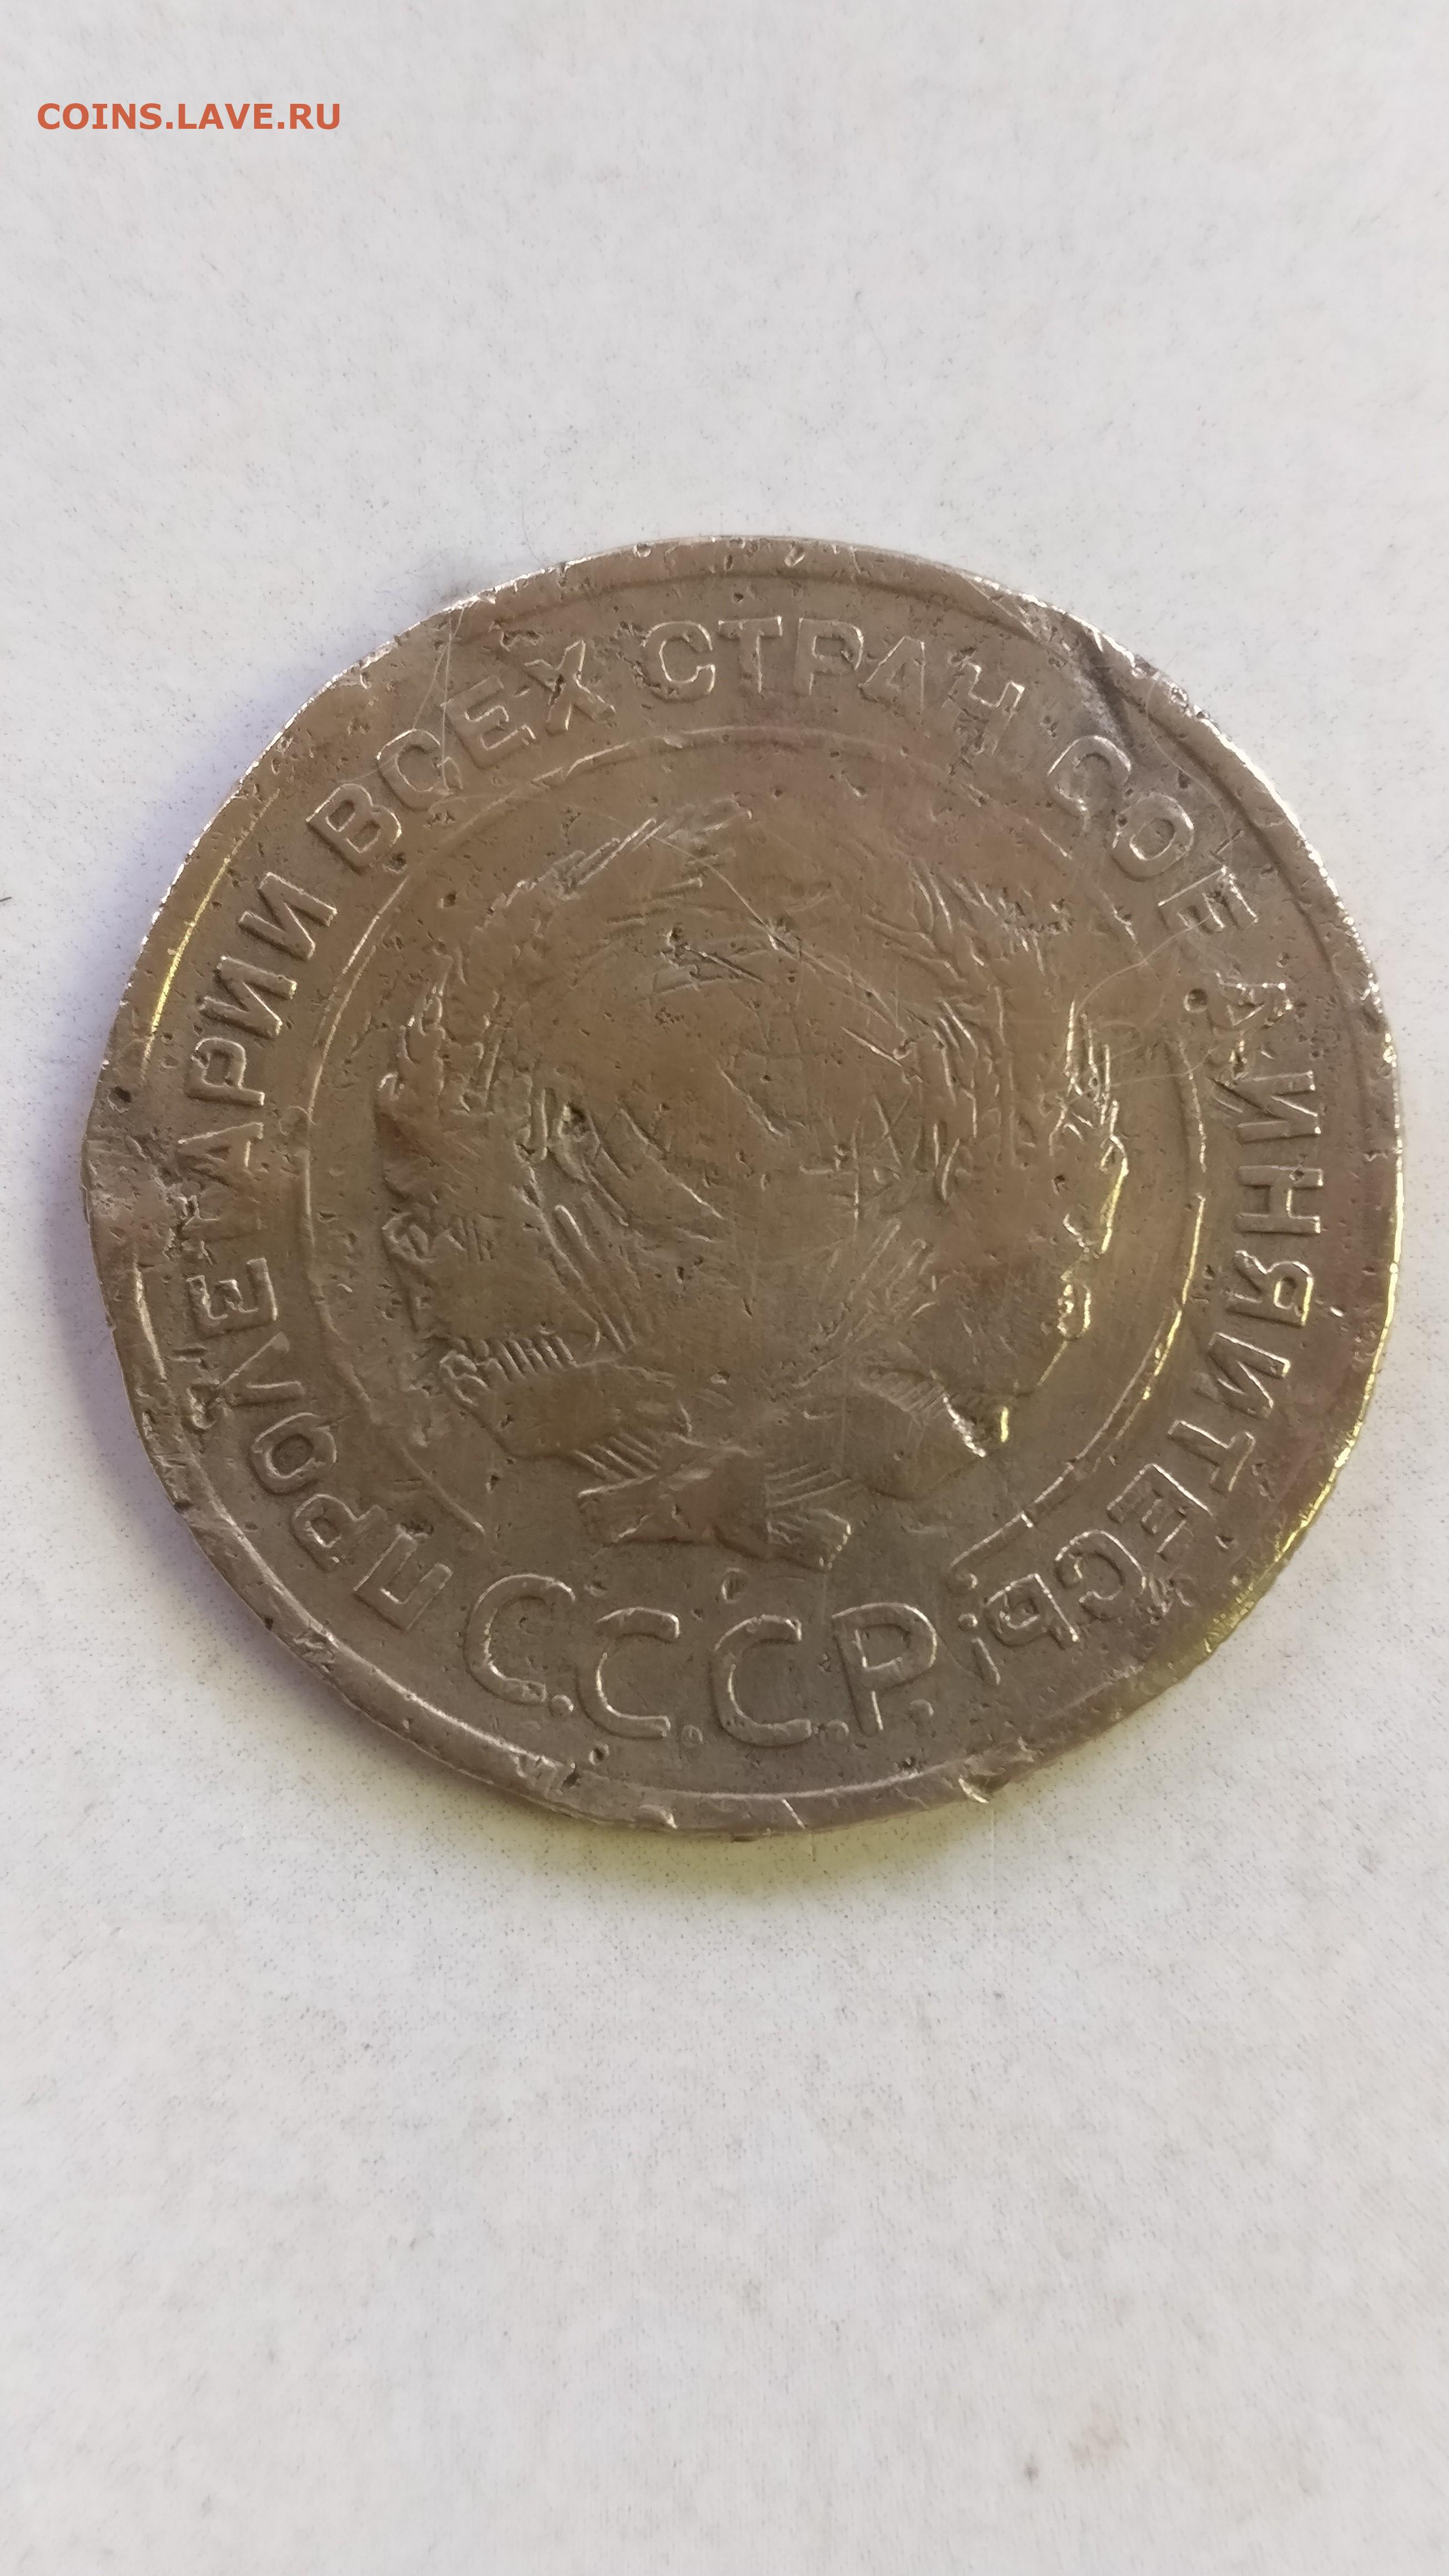 COINS.LAVE.RU
ПРОЛЕТАРИИ ВСЕХ СТРАН СОЕДИНЯЙТЕСЬ!
С.С.С.Р.